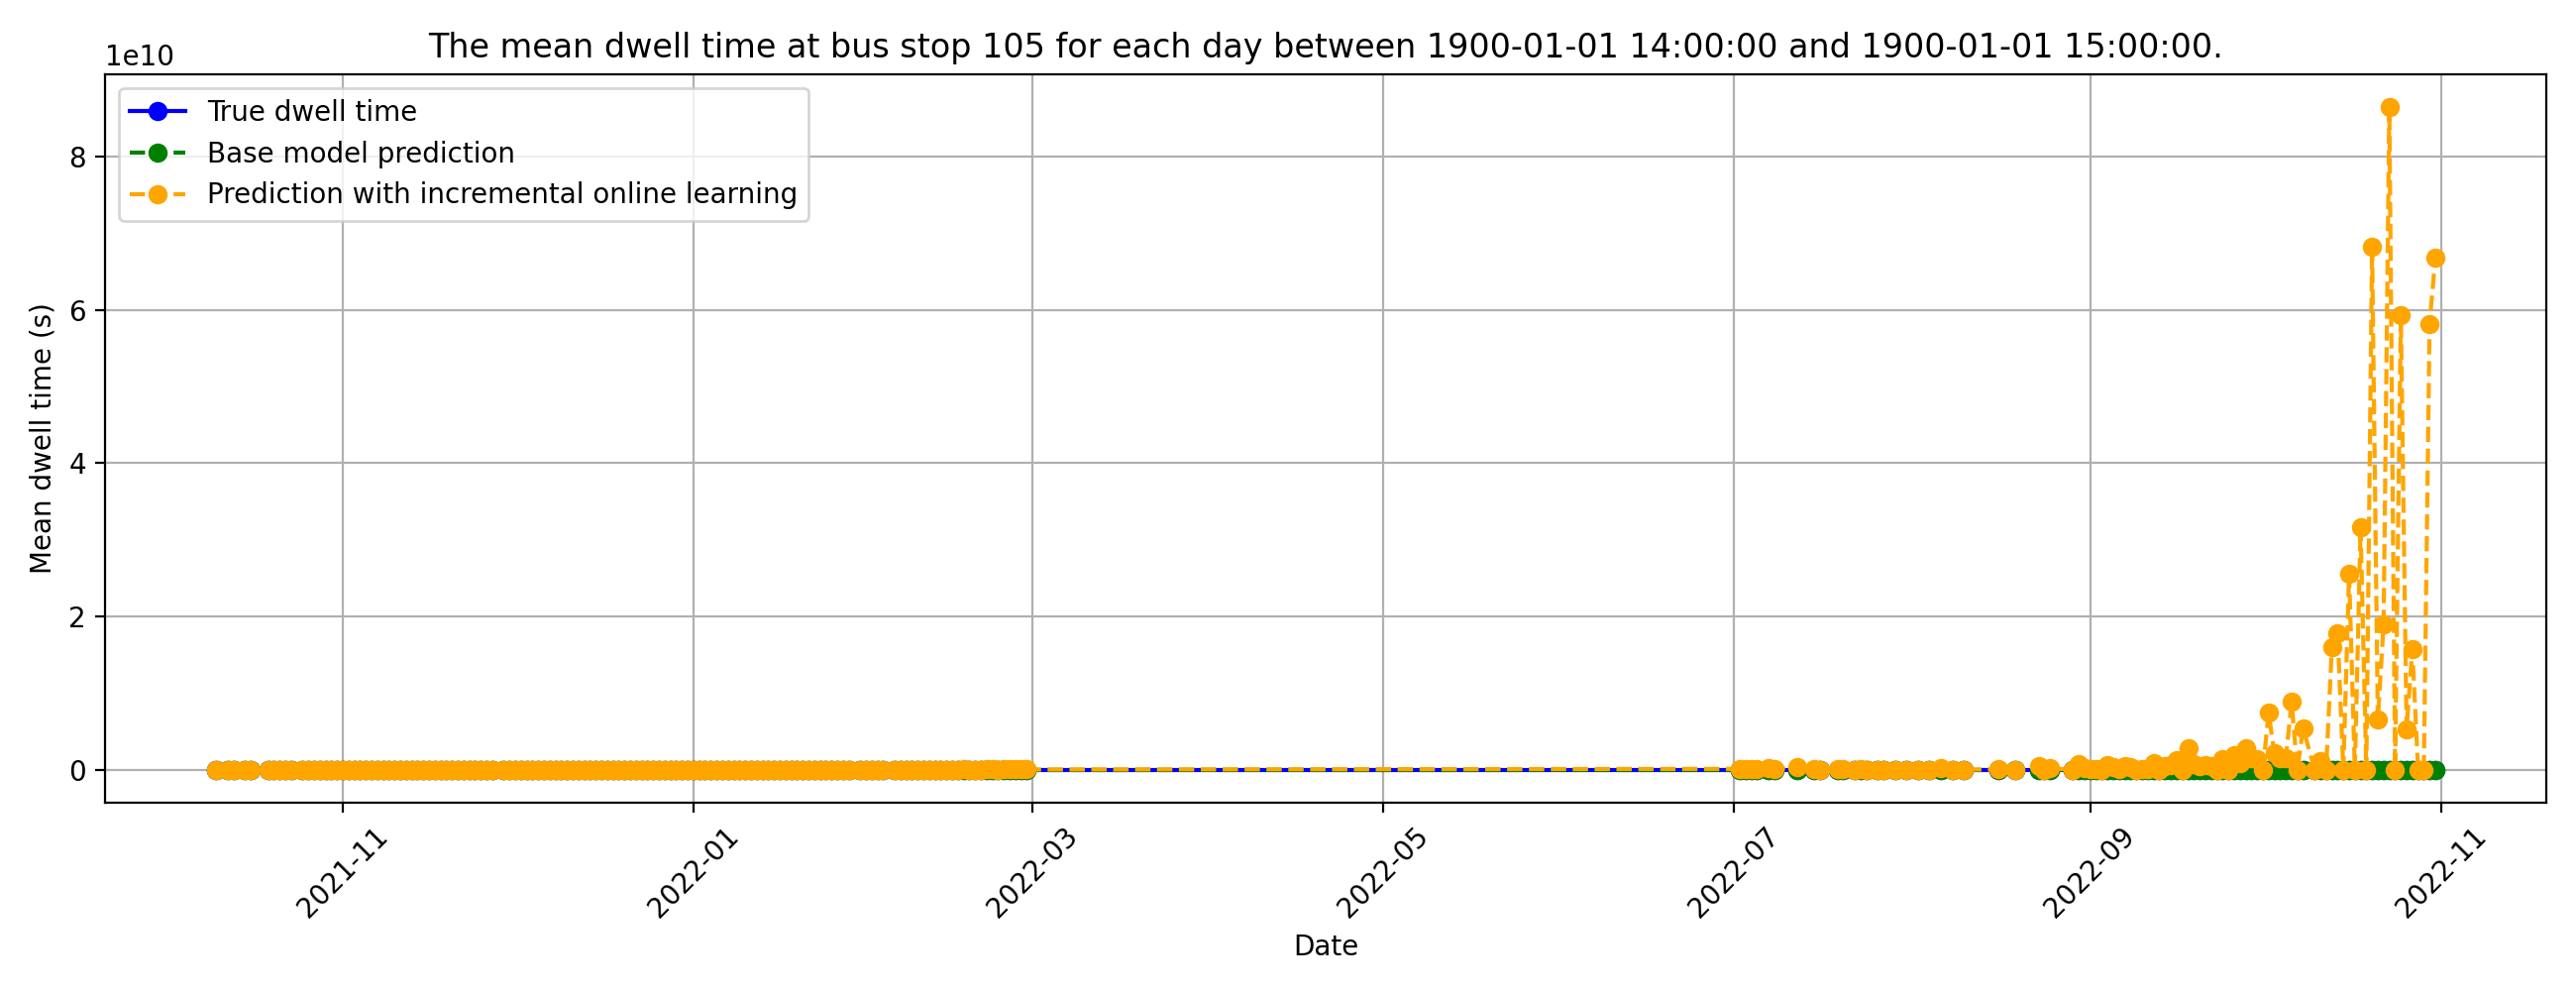 The mean dwell time at bus stop 105 for each day between 1900-01-01 14:00:00 and 1900-01-01 15:00:00.
1e10
True dwell time
Base model prediction
Prediction with incremental online learning
8
6
4
2
0
Mean dwell time (s)
2021-11
2022-01
2022-03
2022-05
2022-07
2022-09
2022-11
Date